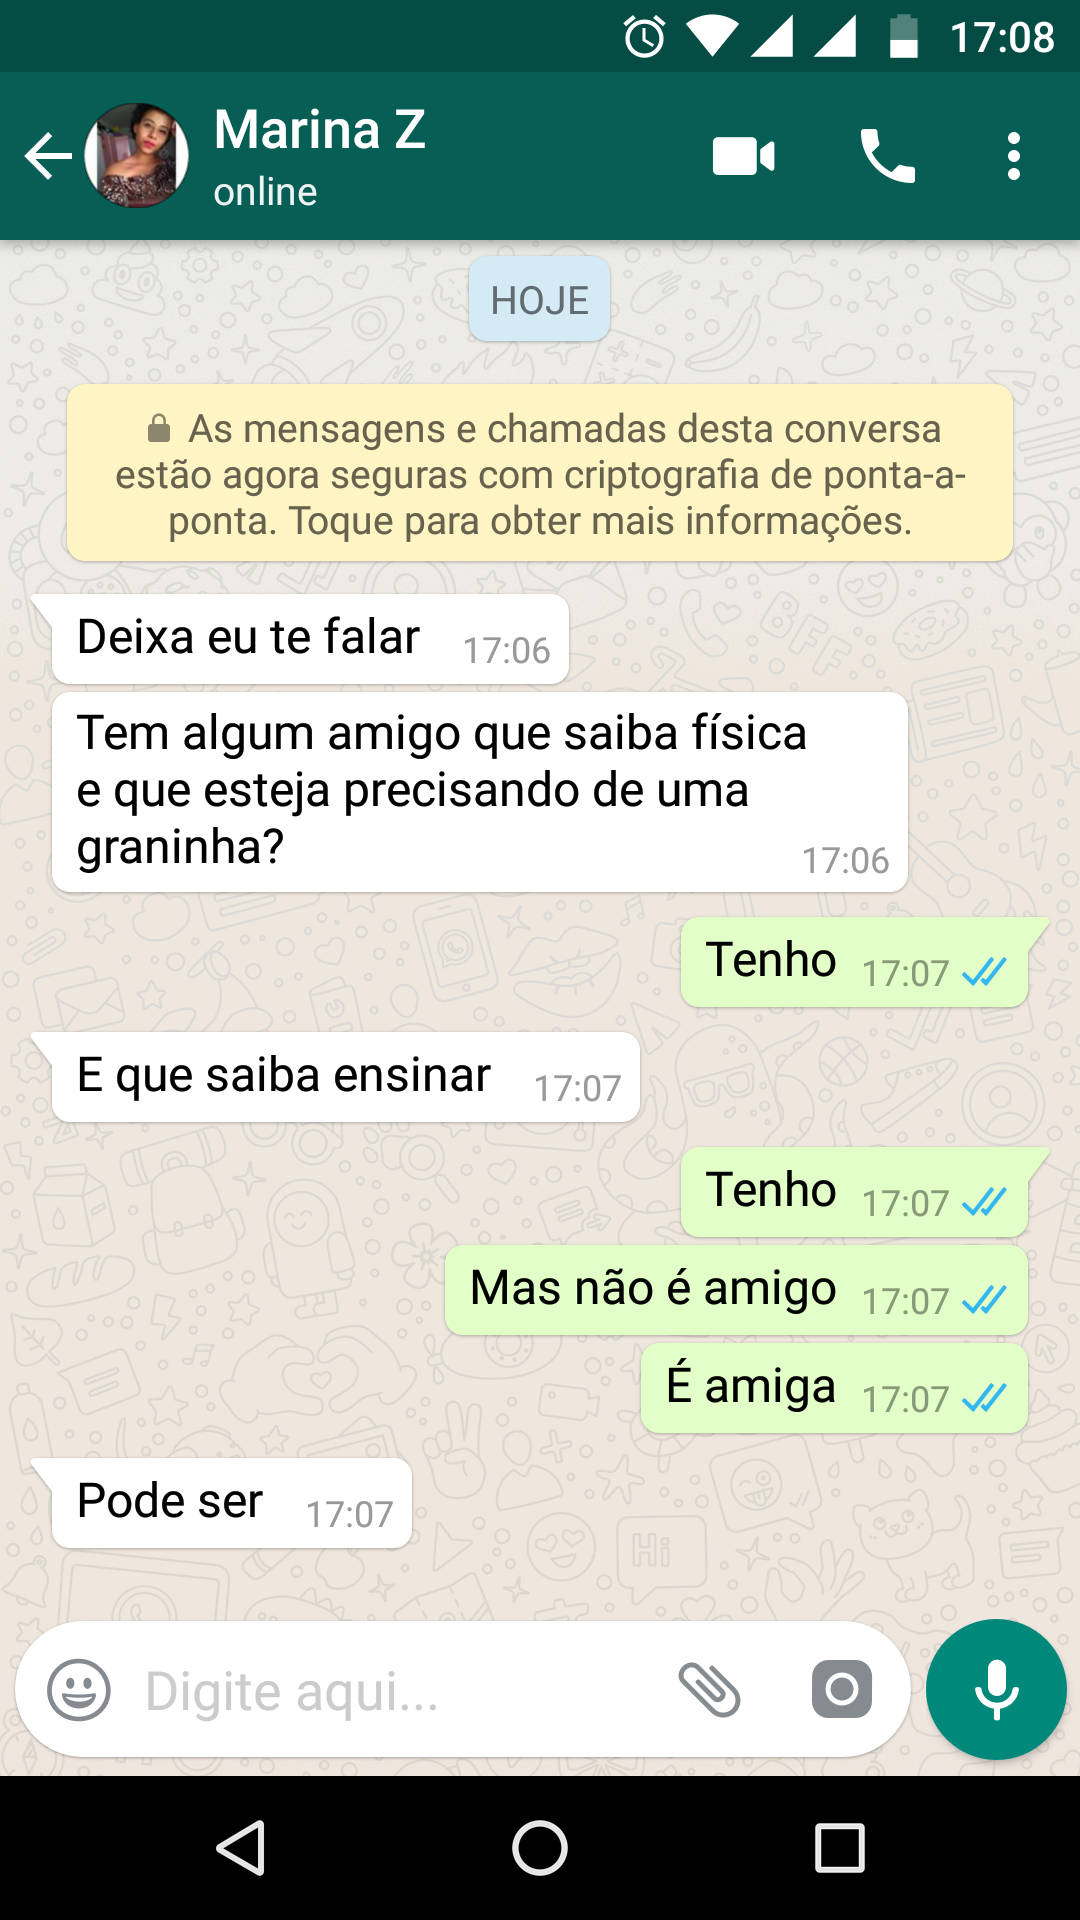 17:08
Marina Z
online
HOJE
As mensagens e chamadas desta conversa
estão agora seguras com criptografia de ponta-a-
ponta. Toque para obter mais informações.
Deixa eu te falar 17:06
Tem algum amigo que saiba física
e que esteja precisando de uma
graninha?
17:06
Tenho 17:07
E que saiba ensinar 17:07
Tenho 17:07
Mas não é amigo 17:07
É amiga 17:07
Pode ser 17:07
Digite aqui...